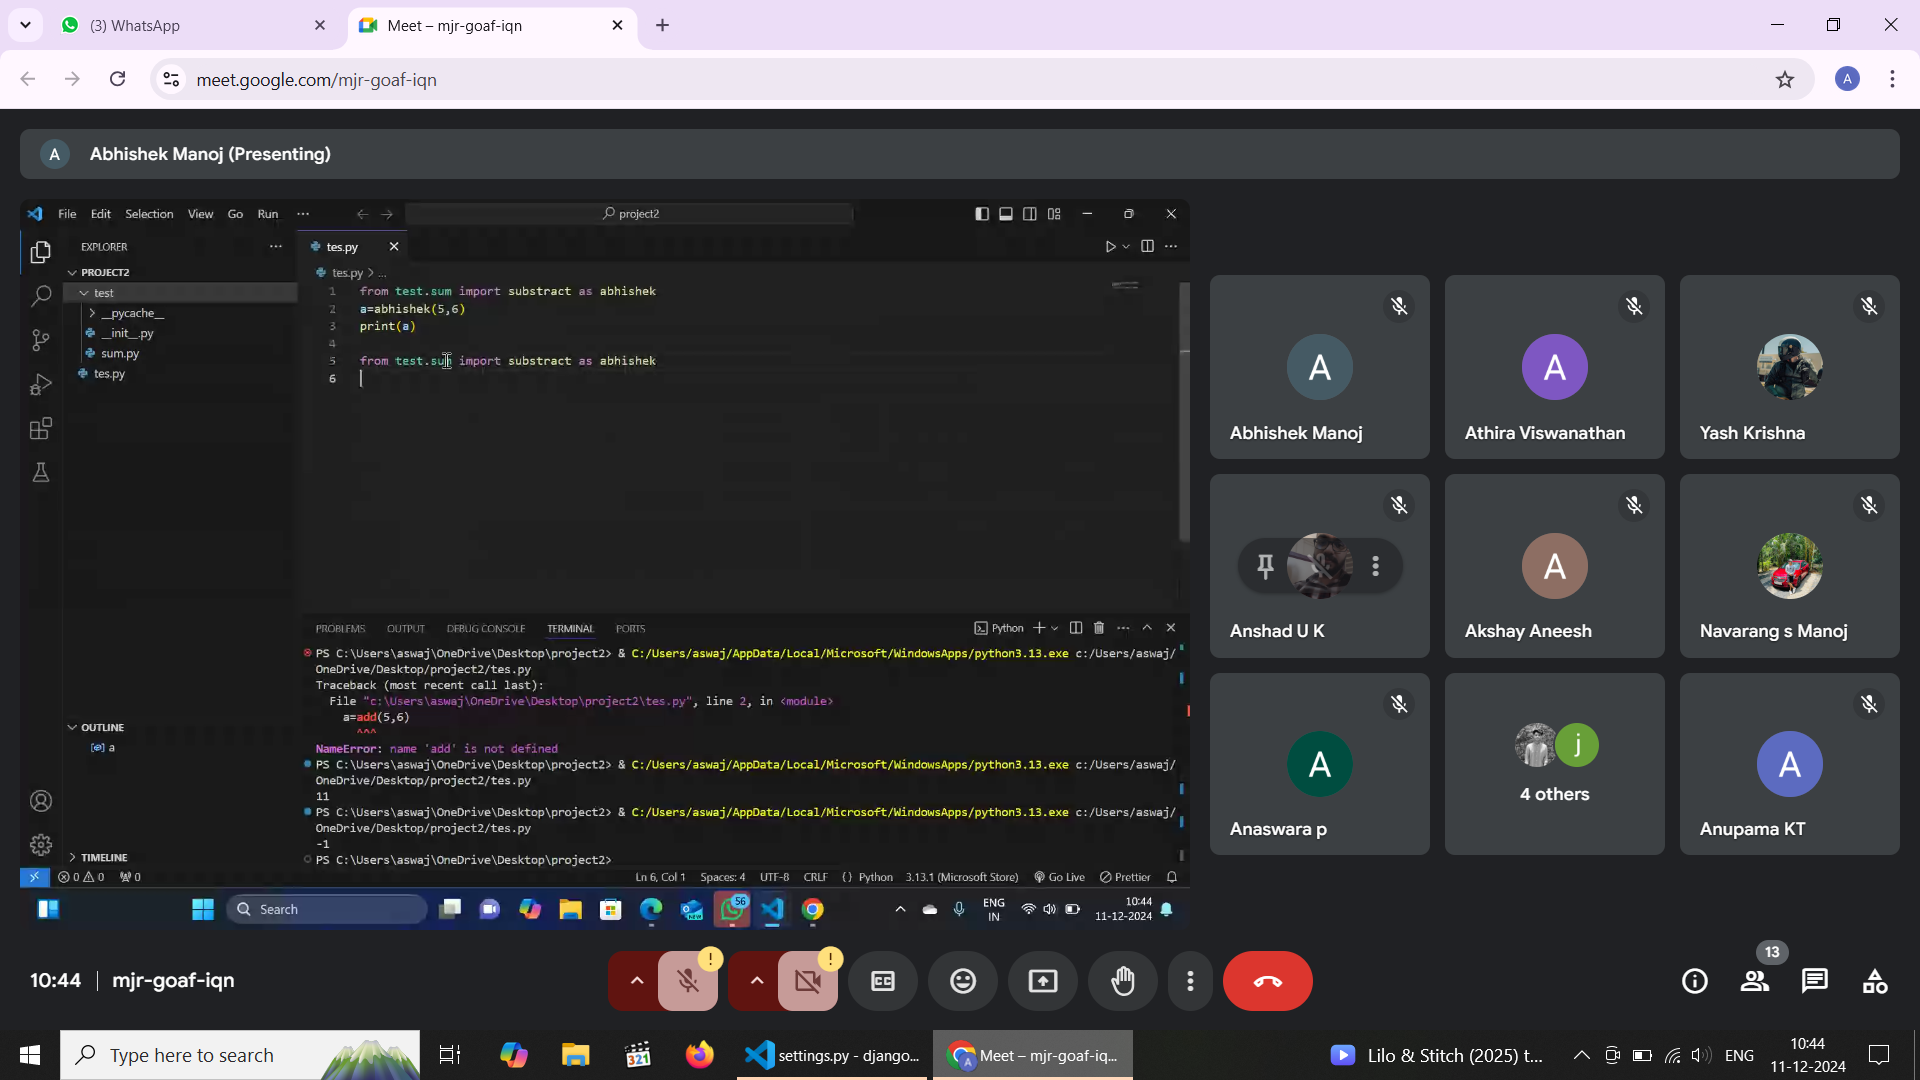 (3) WhatsApp
Meet – mjr-goaf-iqn
meet.google.com/mjr-goaf-iqn
A
A
Abhishek Manoj (Presenting)
File Edit Selection View Go Run
project2
EXPLORER
PROJECT2
test
__pycache__
__init__.py
sum.py
tes.py
OUTLINE
a
TIMELINE
tes.py
tes.py > ...
1 from test.sum import substract as abhishek
2 a=abhishek(5,6)
3 print(a)
4
5 from test.sum import substract as abhishek
6
PROBLEMS OUTPUT DEBUG CONSOLE TERMINAL PORTS
Python
PS C:\Users\aswaj\OneDrive\Desktop\project2> & C:/Users/aswaj/AppData/Local/Microsoft/WindowsApps/python3.13.exe c:/Users/aswaj/
OneDrive/Desktop/project2/tes.py
Traceback (most recent call last):
File "c:\Users\aswaj\OneDrive\Desktop\project2\tes.py", line 2, in <module>
a=add(5,6)
^^^
NameError: name 'add' is not defined
PS C:\Users\aswaj\OneDrive\Desktop\project2> & C:/Users/aswaj/AppData/Local/Microsoft/WindowsApps/python3.13.exe c:/Users/aswaj/
OneDrive/Desktop/project2/tes.py
11
PS C:\Users\aswaj\OneDrive\Desktop\project2> & C:/Users/aswaj/AppData/Local/Microsoft/WindowsApps/python3.13.exe c:/Users/aswaj/
OneDrive/Desktop/project2/tes.py
-1
PS C:\Users\aswaj\OneDrive\Desktop\project2>
0 0 0
Ln 6, Col 1 Spaces: 4 UTF-8 CRLF {} Python 3.13.1 (Microsoft Store) Go Live Prettier
Search
56
ENG
IN
10:44
11-12-2024
A
Abhishek Manoj
A
Athira Viswanathan
Yash Krishna
Anshad U K
A
Akshay Aneesh
Navarang s Manoj
A
Anaswara p
j
4 others
A
Anupama KT
10:44 | mjr-goaf-iqn
!
!
CC
13
Type here to search
321
settings.py - django...
A
Meet – mjr-goaf-iq...
Lilo & Stitch (2025) t...
ENG
10:44
11-12-2024